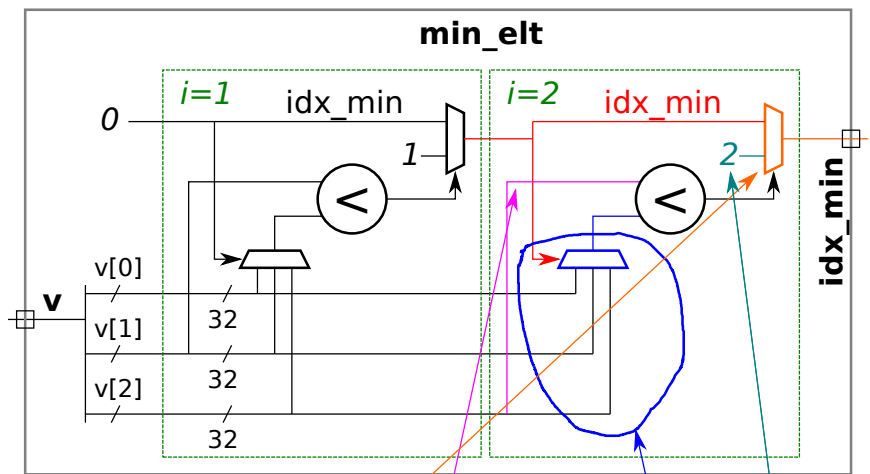 min_elt
i=1
i=2
idx_min
idx_min
0
1
2
<
<
v
v[0]
32
v[1]
32
v[2]
32
idx_min